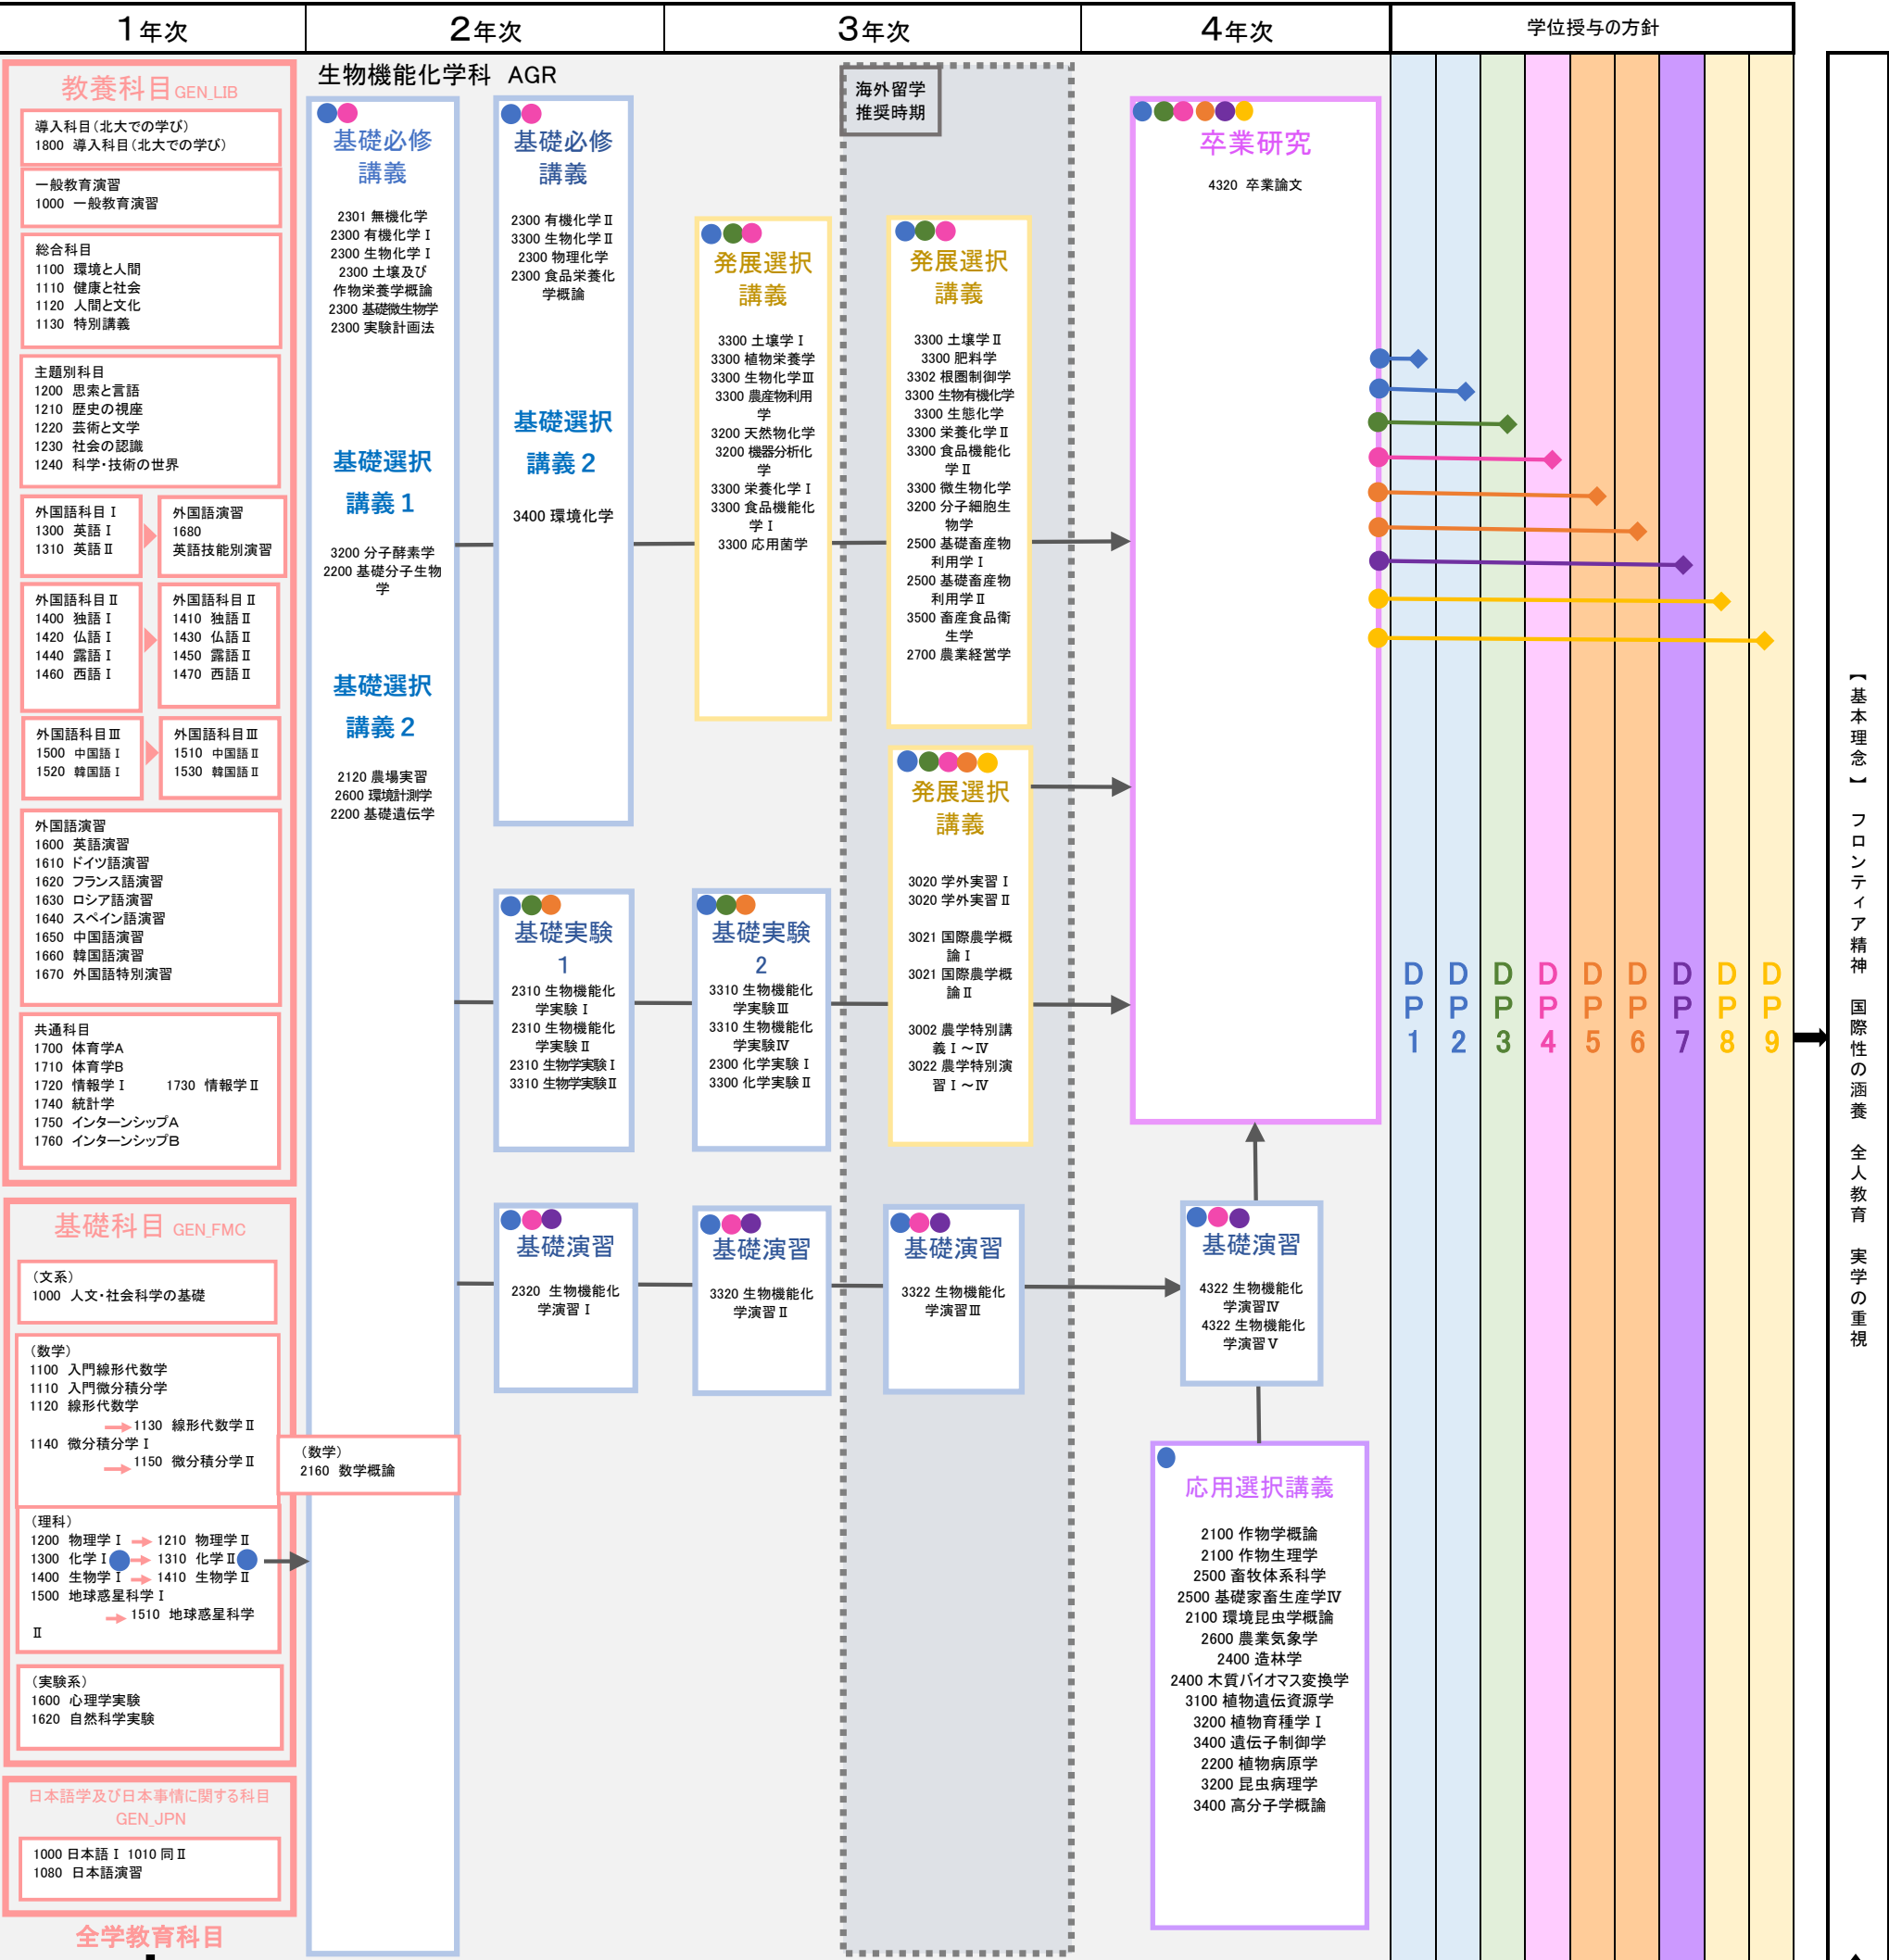 1年次
2年次
3年次
4年次
学位授与の方針
教養科目 GEN_LIB
導入科目(北大での学び)
1800 導入科目(北大での学び)
一般教育演習
1000 一般教育演習
総合科目
1100 環境と人間
1110 健康と社会
1120 人間と文化
1130 特別講義
主題別科目
1200 思索と言語
1210 歴史の視座
1220 芸術と文学
1230 社会の認識
1240 科学・技術の世界
外国語科目Ⅰ
1300 英語Ⅰ
1310 英語Ⅱ
外国語演習
1680
英語技能別演習
外国語科目Ⅱ
1400 独語Ⅰ
1420 仏語Ⅰ
1440 露語Ⅰ
1460 西語Ⅰ
外国語科目Ⅱ
1410 独語Ⅱ
1430 仏語Ⅱ
1450 露語Ⅱ
1470 西語Ⅱ
外国語科目Ⅲ
1500 中国語Ⅰ
1520 韓国語Ⅰ
外国語科目Ⅲ
1510 中国語Ⅱ
1530 韓国語Ⅱ
外国語演習
1600 英語演習
1610 ドイツ語演習
1620 フランス語演習
1630 ロシア語演習
1640 スペイン語演習
1650 中国語演習
1660 韓国語演習
1670 外国語特別演習
共通科目
1700 体育学A
1710 体育学B
1720 情報学Ⅰ 1730 情報学Ⅱ
1740 統計学
1750 インターンシップA
1760 インターンシップB
基礎科目 GEN_FMC
(文系)
1000 人文・社会科学の基礎
(数学)
1100 入門線形代数学
1110 入門微分積分学
1120 線形代数学
1130 線形代数学Ⅱ
1140 微分積分学Ⅰ
1150 微分積分学Ⅱ
(数学)
2160 数学概論
(理科)
1200 物理学Ⅰ 1210 物理学Ⅱ
1300 化学Ⅰ 1310 化学Ⅱ
1400 生物学Ⅰ 1410 生物学Ⅱ
1500 地球惑星科学Ⅰ
1510 地球惑星科学
Ⅱ
(実験系)
1600 心理学実験
1620 自然科学実験
日本語学及び日本事情に関する科目
GEN_JPN
1000 日本語Ⅰ 1010 同Ⅱ
1080 日本語演習
全学教育科目
生物機能化学科 AGR
基礎必修
講義
2301 無機化学
2300 有機化学Ⅰ
2300 生物化学Ⅰ
2300 土壌及び
作物栄養学概論
2300 基礎微生物学
2300 実験計画法
基礎選択
講義1
3200 分子酵素学
2200 基礎分子生物
学
基礎選択
講義2
2120 農場実習
2600 環境計測学
2200 基礎遺伝学
基礎必修
講義
2300 有機化学Ⅱ
3300 生物化学Ⅱ
2300 物理化学
2300 食品栄養化
学概論
基礎選択
講義2
3400 環境化学
基礎実験
1
2310 生物機能化
学実験Ⅰ
2310 生物機能化
学実験Ⅱ
2310 生物学実験Ⅰ
3310 生物学実験Ⅱ
基礎演習
2320 生物機能化
学演習Ⅰ
発展選択
講義
3300 土壌学Ⅰ
3300 植物栄養学
3300 生物化学Ⅲ
3300 農産物利用
学
3200 天然物化学
3200 機器分析化
学
3300 栄養化学Ⅰ
3300 食品機能化
学Ⅰ
3300 応用菌学
基礎実験
2
3310 生物機能化
学実験Ⅲ
3310 生物機能化
学実験Ⅳ
2300 化学実験Ⅰ
3300 化学実験Ⅱ
基礎演習
3320 生物機能化
学演習Ⅱ
海外留学
推奨時期
発展選択
講義
3300 土壌学Ⅱ
3300 肥料学
3302 根圏制御学
3300 生物有機化学
3300 生態化学
3300 栄養化学Ⅱ
3300 食品機能化
学Ⅱ
3300 微生物化学
3200 分子細胞生
物学
2500 基礎畜産物
利用学Ⅰ
2500 基礎畜産物
利用学Ⅱ
3500 畜産食品衛
生学
2700 農業経営学
発展選択
講義
3020 学外実習Ⅰ
3020 学外実習Ⅱ
3021 国際農学概
論Ⅰ
3021 国際農学概
論Ⅱ
3002 農学特別講
義Ⅰ～Ⅳ
3022 農学特別演
習Ⅰ～Ⅳ
基礎演習
3322 生物機能化
学演習Ⅲ
卒業研究
4320 卒業論文
基礎演習
4322 生物機能化
学演習Ⅳ
4322 生物機能化
学演習Ⅴ
応用選択講義
2100 作物学概論
2100 作物生理学
2500 畜牧体系科学
2500 基礎家畜生産学Ⅳ
2100 環境昆虫学概論
2600 農業気象学
2400 造林学
2400 木質バイオマス変換学
3100 植物遺伝資源学
3200 植物育種学Ⅰ
3400 遺伝子制御学
2200 植物病原学
3200 昆虫病理学
3400 高分子学概論
DP1
DP2
DP3
DP4
DP5
DP6
DP7
DP8
DP9
【基本理念】 フロンティア精神 国際性の涵養 全人教育 実学の重視